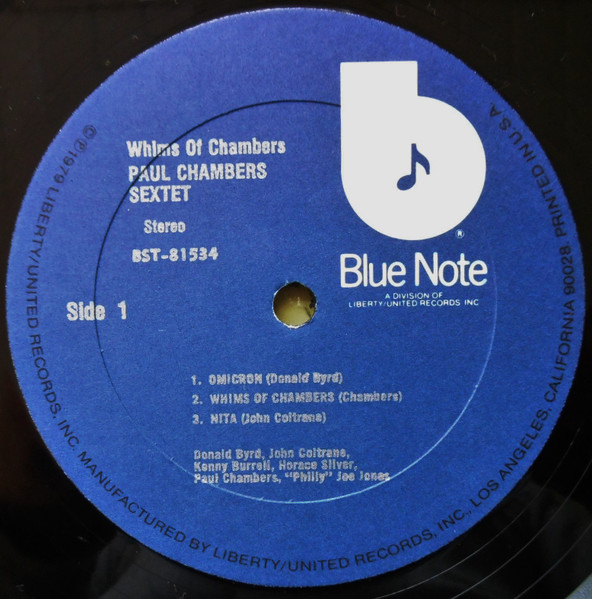 Whims Of Chambers
PAUL CHAMBERS
SEXTET
Stereo
BST-81534
Side 1
®
Blue Note
A DIVISION OF
LIBERTY/UNITED RECORDS INC
1. OMICRON (Donald Byrd)
2. WHIMS OF CHAMBERS (Chambers)
3. NITA (John Coltrane)
Donald Byrd, John Coltrane,
Kenny Burrell, Horace Silver,
Paul Chambers, "Philly" Joe Jones
©℗1979 LIBERTY/UNITED RECORDS, INC. MANUFACTURED BY LIBERTY/UNITED RECORDS, INC., LOS ANGELES, CALIFORNIA 90028 · PRINTED IN U.S.A.